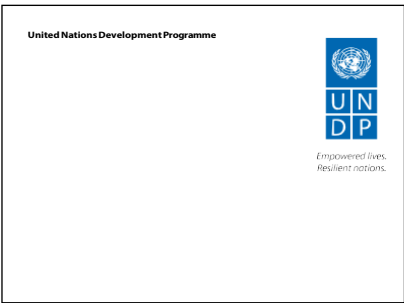 United Nations Development Programme
U N
D P
Empowered lives.
Resilient nations.